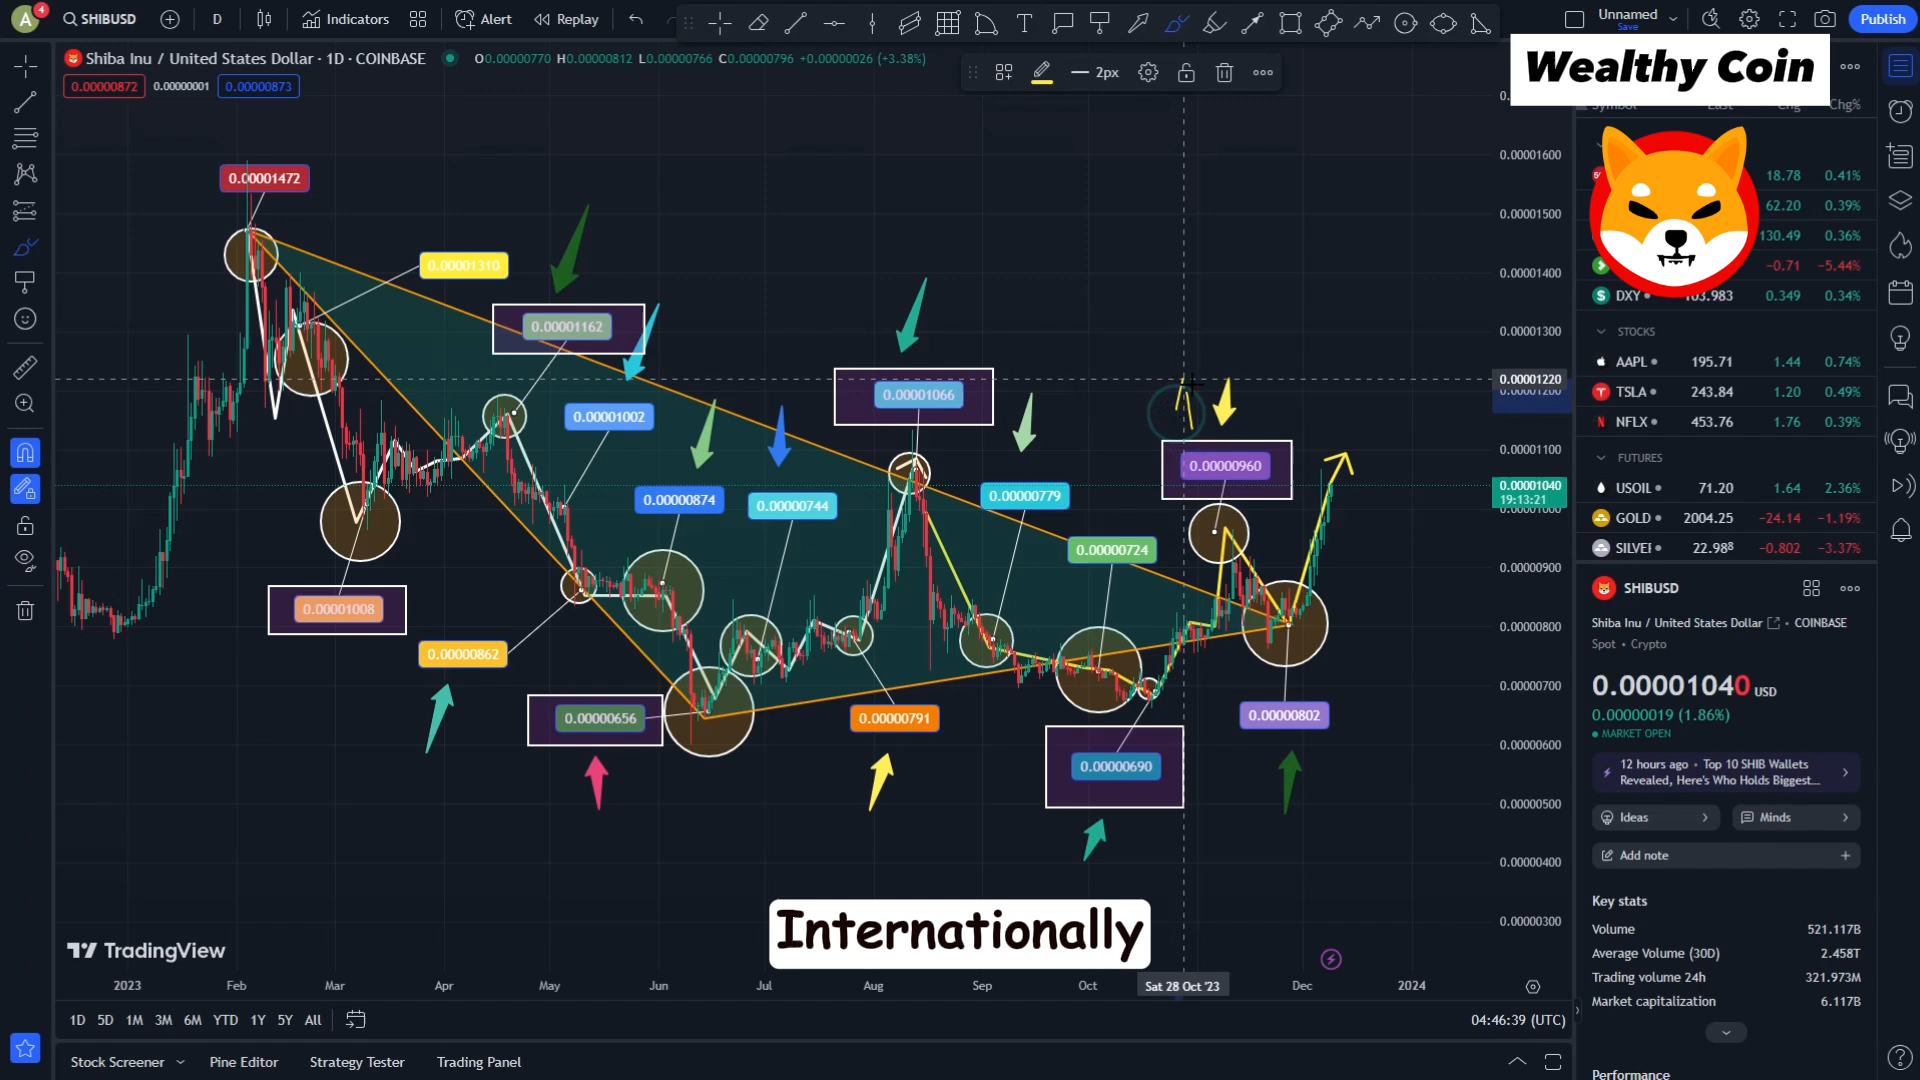 A
4
SHIBUSD
D
Indicators
Alert
Replay
T
Unnamed
Save
Publish
Shiba Inu / United States Dollar · 1D · COINBASE
O0.00000770 H0.00000812 L0.00000766 C0.00000796 +0.00000026 (+3.38%)
0.00000872
0.00000001
0.00000873
2px
Wealthy Coin
Chg%
0.00001600
0.00001500
0.00001400
0.00001300
0.00001220
0.00001100
0.00001040
19:13:21
0.00000900
0.00000800
0.00000700
0.00000600
0.00000500
0.00000400
0.00000300
0.00001472
0.00001310
0.00001162
0.00001002
0.00001066
0.00000960
0.00000874
0.00000744
0.00000779
0.00000724
0.00001008
0.00000862
0.00000656
0.00000791
0.00000690
0.00000802
18.78 0.41%
62.20 0.39%
130.49 0.36%
−0.71 −5.44%
DXY 103.983 0.349 0.34%
STOCKS
AAPL 195.71 1.44 0.74%
TSLA 243.84 1.20 0.49%
NFLX 453.76 1.76 0.39%
FUTURES
USOIL 71.20 1.64 2.36%
GOLD 2004.25 −24.14 −1.19%
SILVER 22.988 −0.802 −3.37%
SHIBUSD
Shiba Inu / United States Dollar • COINBASE
Spot • Crypto
0.00001040 USD
0.00000019 (1.86%)
MARKET OPEN
12 hours ago • Top 10 SHIB Wallets
Revealed, Here's Who Holds Biggest...
Ideas
Minds
Add note
Key stats
Volume 521.117B
Average Volume (30D) 2.458T
Trading volume 24h 321.973M
Market capitalization 6.117B
Performance
Internationally
TradingView
2023 Feb Mar Apr May Jun Jul Aug Sep Oct Sat 28 Oct '23 Dec 2024
1D 5D 1M 3M 6M YTD 1Y 5Y All
04:46:39 (UTC)
Stock Screener
Pine Editor
Strategy Tester
Trading Panel